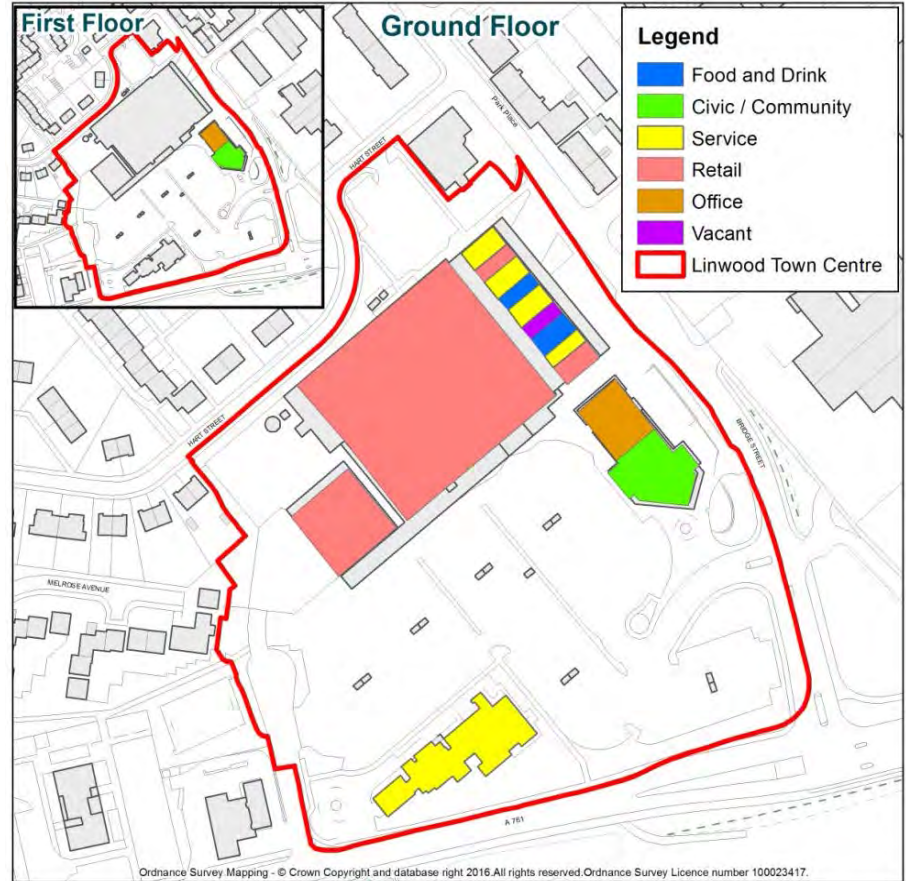 First Floor
Ground Floor
Legend
Food and Drink
Civic / Community
Service
Retail
Office
Vacant
Linwood Town Centre
Park Place
HART STREET
HART STREET
BRIDGE STREET
MELROSE AVENUE
A 761
Ordnance Survey Mapping - © Crown Copyright and database right 2016.All rights reserved.Ordnance Survey Licence number 100023417.